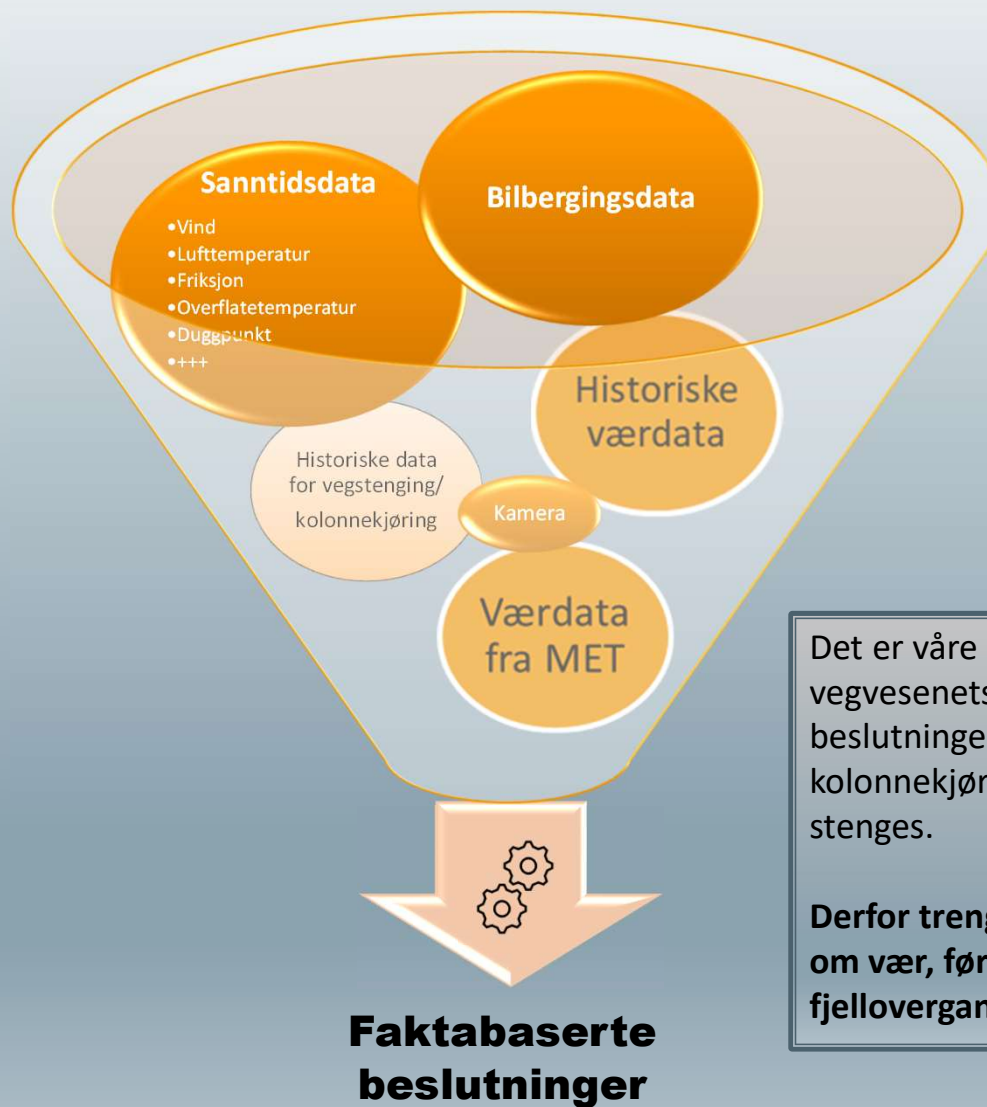 Sanntidsdata
•Vind
•Lufttemperatur
•Friksjon
•Overflatetemperatur
•Duggpunkt
•+++
Bilbergingsdata
Historiske
værdata
Historiske data
for vegstenging/
kolonnekjøring
Kamera
Værdata
fra MET
Faktabaserte
beslutninger
Det er våre
vegvesenets
beslutninge
kolonnekjør
stenges.
Derfor treng
om vær, før
fjellovergan